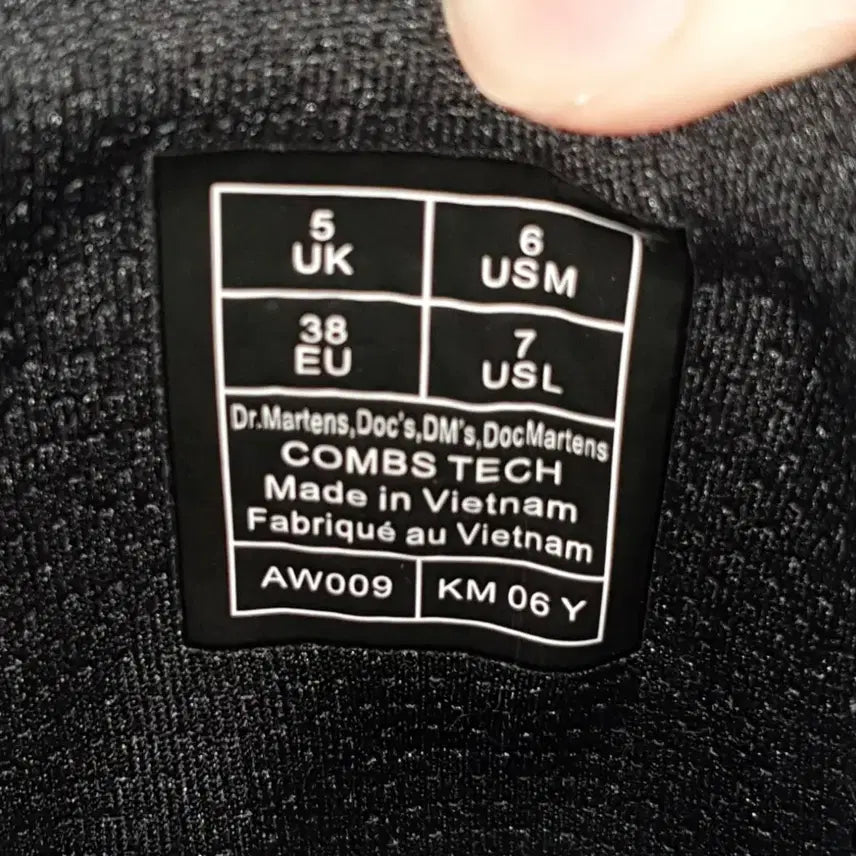 5 UK
6 USM
38 EU
7 USL
Dr.Martens,Doc's,DM's,DocMartens
COMBS TECH
Made in Vietnam
Fabriqué au Vietnam
AW009
KM 06 Y